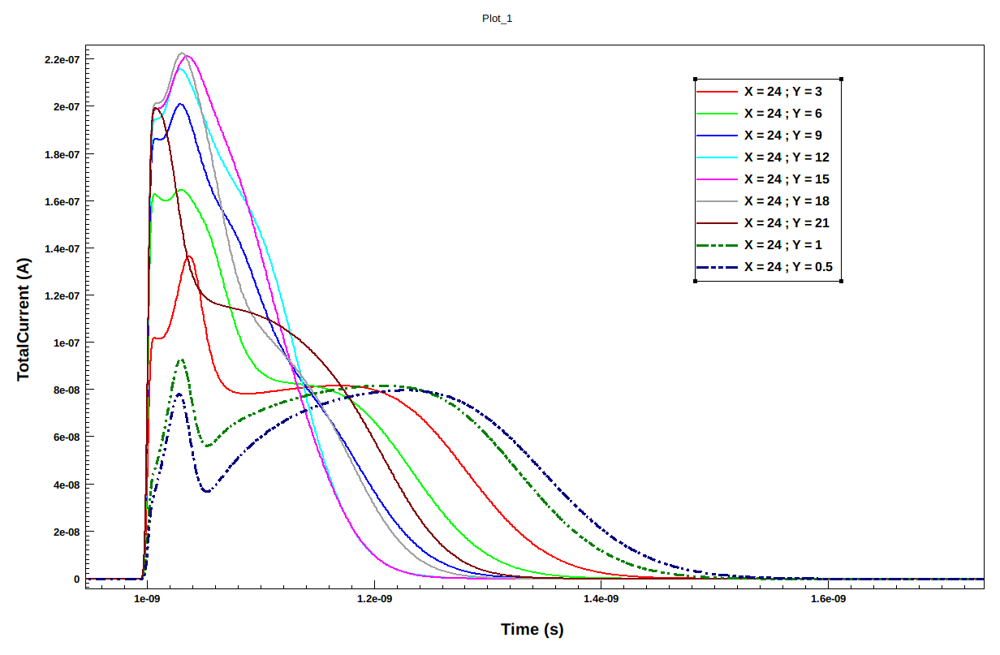 Plot_1
2.2e-07
2e-07
1.8e-07
1.6e-07
1.4e-07
1.2e-07
1e-07
8e-08
6e-08
4e-08
2e-08
0
TotalCurrent (A)
X = 24 ; Y = 3
X = 24 ; Y = 6
X = 24 ; Y = 9
X = 24 ; Y = 12
X = 24 ; Y = 15
X = 24 ; Y = 18
X = 24 ; Y = 21
X = 24 ; Y = 1
X = 24 ; Y = 0.5
1e-09 1.2e-09 1.4e-09 1.6e-09
Time (s)